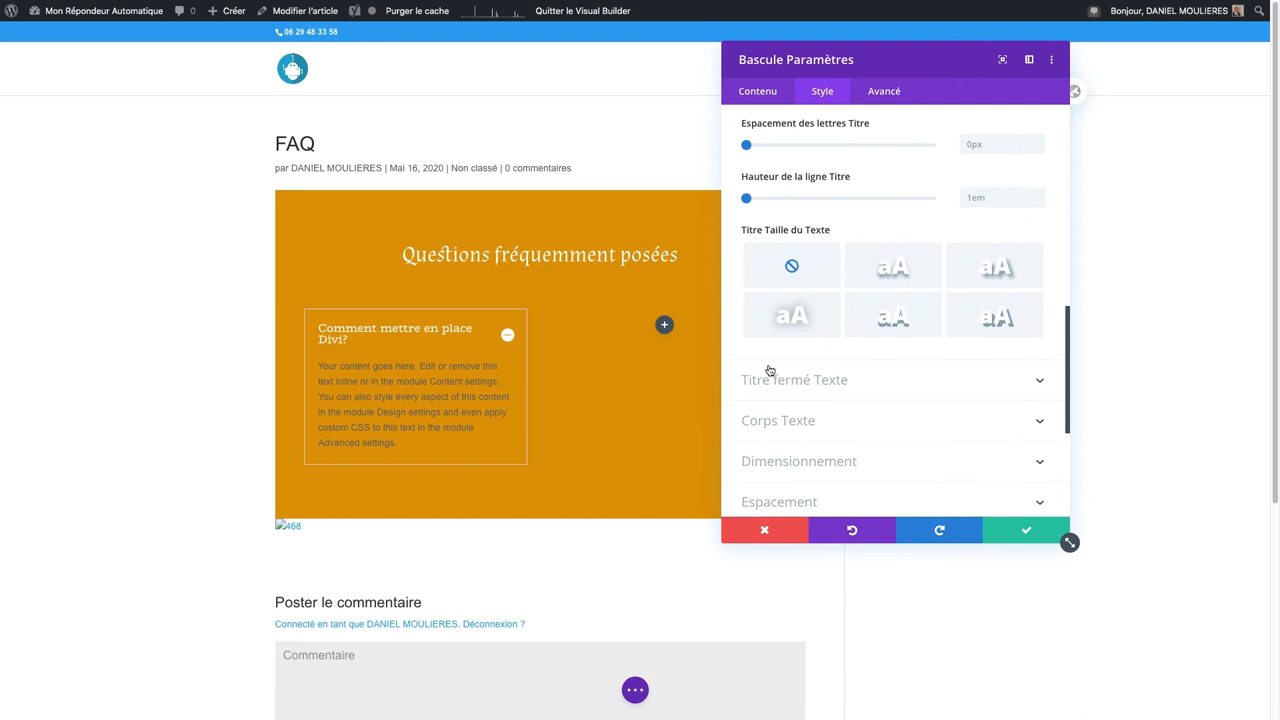 Mon Répondeur Automatique
0
Créer
Modifier l'article
Purger le cache
Quitter le Visual Builder
Bonjour, DANIEL MOULIERES
06 29 48 33 58
FAQ
par DANIEL MOULIERES | Mai 16, 2020 | Non classé | 0 commentaires
Questions fréquemment posées
Comment mettre en place
Divi?
Your content goes here. Edit or remove this
text inline or in the module Content settings.
You can also style every aspect of this content
in the module Design settings and even apply
custom CSS to this text in the module
Advanced settings.
468
Poster le commentaire
Connecté en tant que DANIEL MOULIERES. Déconnexion ?
Commentaire
Bascule Paramètres
Contenu
Style
Avancé
Espacement des lettres Titre
0px
Hauteur de la ligne Titre
1em
Titre Taille du Texte
aA
aA
aA
aA
aA
Titre fermé Texte
Corps Texte
Dimensionnement
Espacement